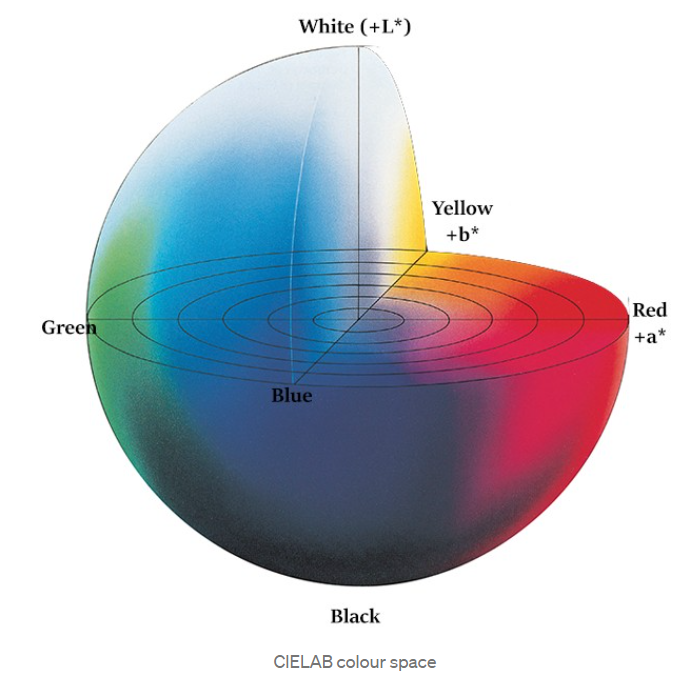 White (+L*)
Yellow
+b*
Red
+a*
Green
Blue
Black
CIELAB colour space